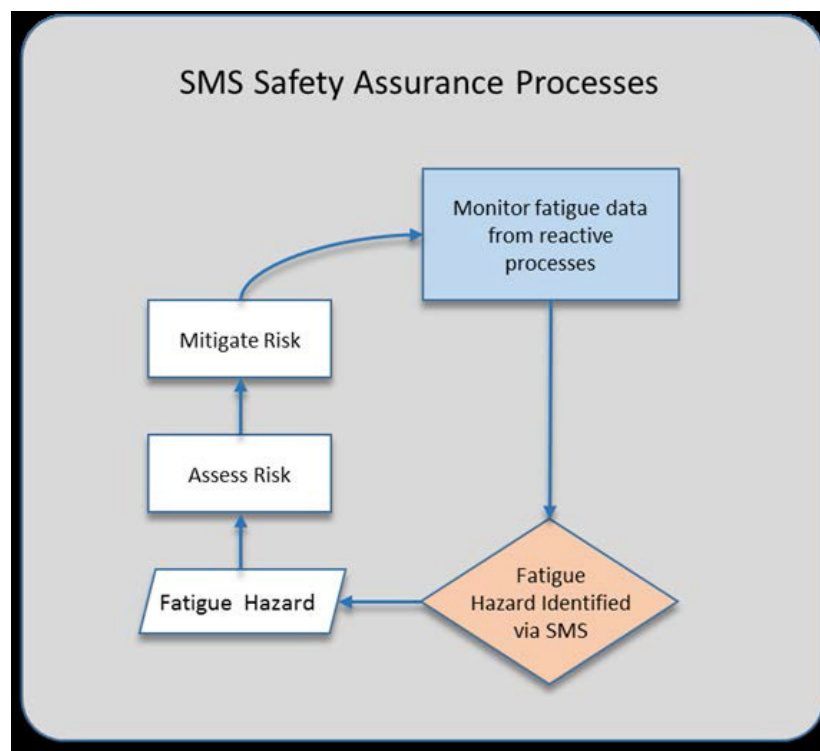 SMS Safety Assurance Processes
Monitor fatigue data
from reactive
processes
Mitigate Risk
Assess Risk
Fatigue Hazard
Fatigue
Hazard Identified
via SMS